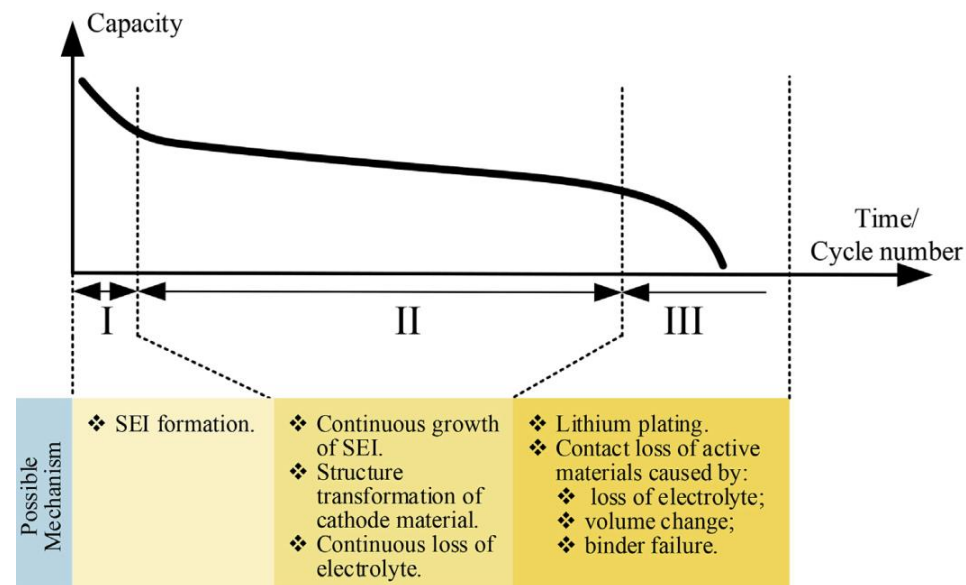 Capacity
Time/
Cycle number
I
II
III
Possible
Mechanism
❖ SEI formation.
❖ Continuous growth
of SEI.
❖ Structure
transformation of
cathode material.
❖ Continuous loss of
electrolyte.
❖ Lithium plating.
❖ Contact loss of active
materials caused by:
❖ loss of electrolyte;
❖ volume change;
❖ binder failure.